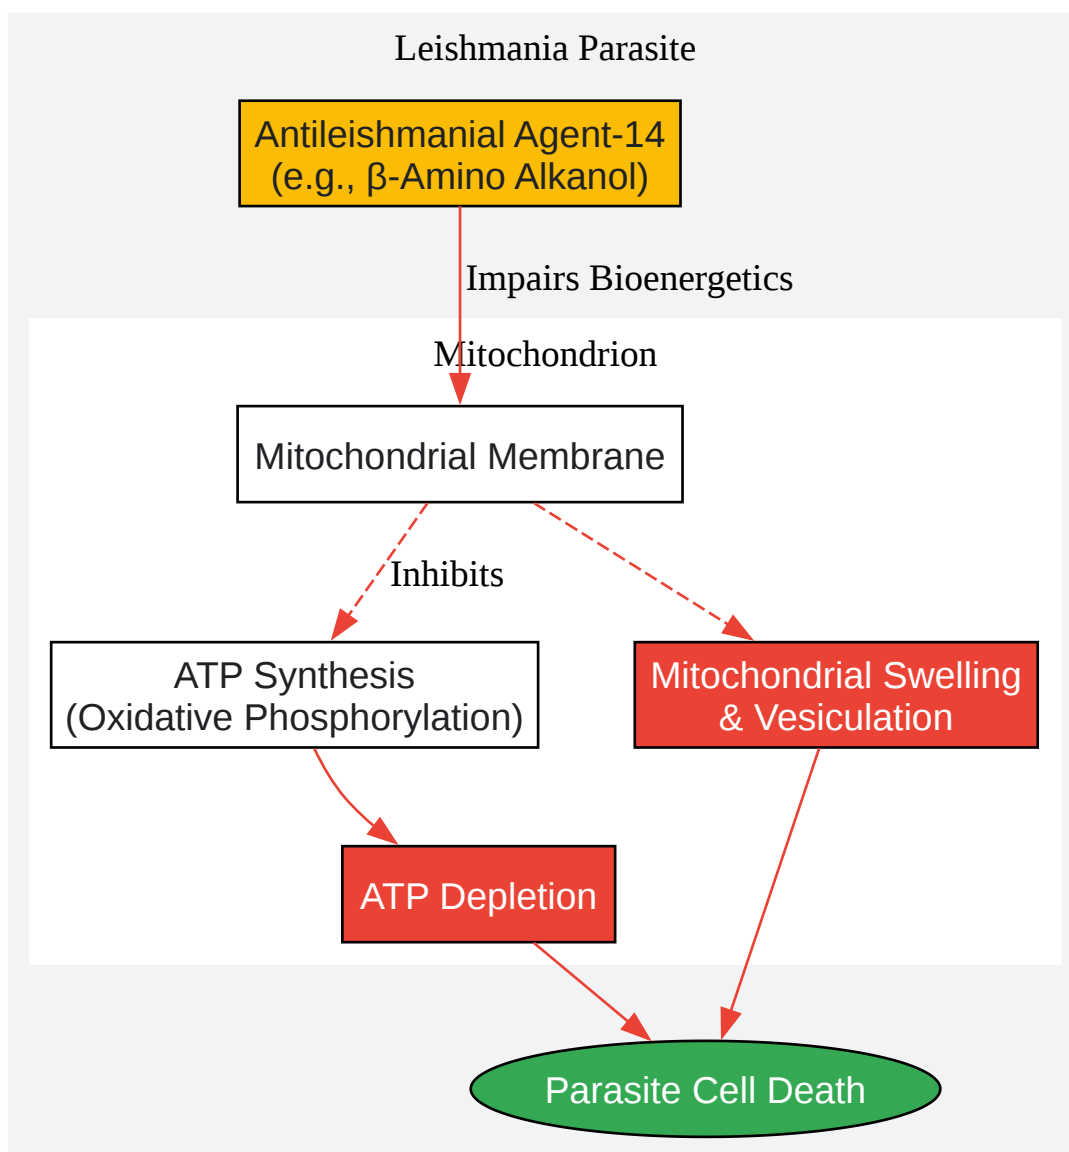 Leishmania Parasite
Antileishmanial Agent-14
(e.g., β-Amino Alkanol)
Impairs Bioenergetics
Mitochondrion
Mitochondrial Membrane
Inhibits
ATP Synthesis
(Oxidative Phosphorylation)
Mitochondrial Swelling
& Vesiculation
ATP Depletion
Parasite Cell Death